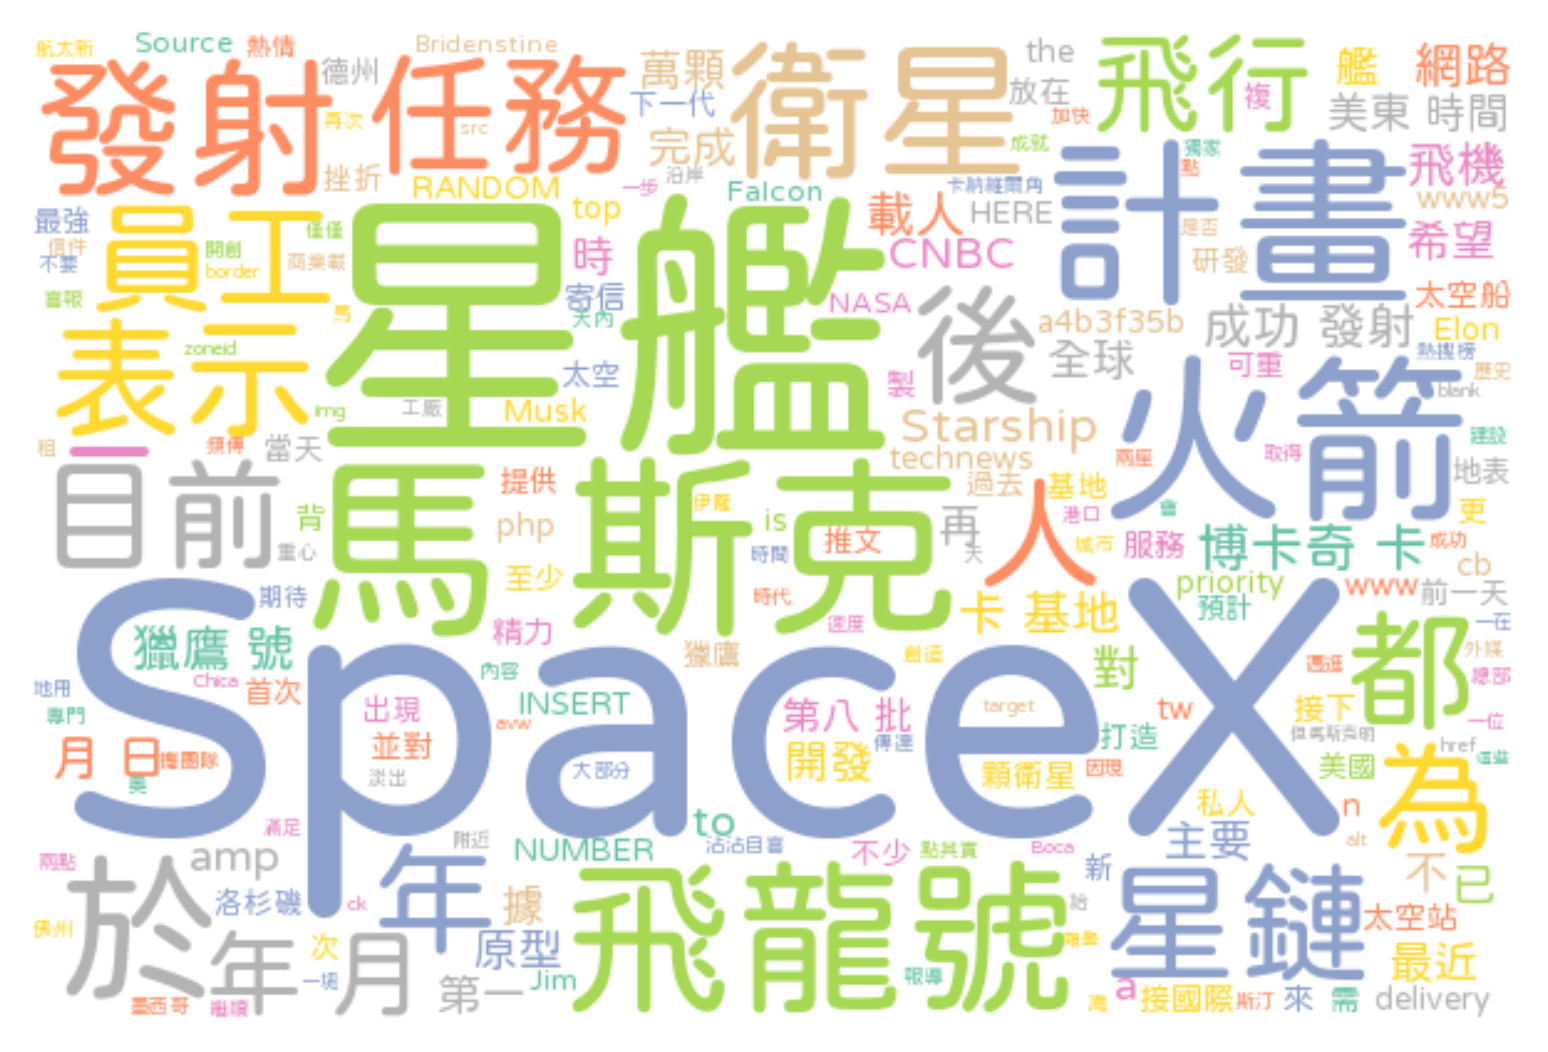 航太新 Source 熱情 Bridenstine 萬顆 the 飛行 艦 網路
發射任務 德州 下一代 衛星 放在 複 美東 時間
再次 src 完成 加快 成就 獨家
挫折 RANDOM 一步 沿岸 Falcon 卡納維爾角 計畫 點 飛機
最強 員工 僅僅 top 載人 HERE 是否 www5
信件 開創 時 CNBC 研發 希望
不要 border 商業載 寄信
喜報 馬 天內 NASA 後 a4b3f35b 成功 發射 太空船
表示 zoneid 星艦 太空 製 全球 可重 Elon 熱搜榜
img 工廠 Musk Starship 火箭 blank 歷史
租 一 頻傳 當天 technews 兩座 取得 建設
目前 重心 背 馬斯克 提供 伊隆 過去 基地 地表
php is 推文 再 人 港口 會 更
時間 天 城市 服務 博卡奇 卡 成功
至少 時代 priority cb
期待 SpaceX 精力 速度 卡 基地 預計 www 前一天
獵鷹 號 獵鷹 創造 對 都 一在
地用 Chica 首次 內容 外媒 總部
專門 出現 INSERT 第八 批 target tw 接下 一位
月 日 並對 avw 開發 傳達 打造 但馬斯克明 href
淡出 大部分 顆衛星 因現 美國 為
滿足 to 私人 n
兩點 amp 附近 NUMBER 沾沾自喜 不少 點其實 Boca 主要 alt
於 年 飛龍號 新 星鏈 不 已
洛杉磯 ck 據 給 太空站
佛州 年 次 月 原型 最近
一塊 第一 Jim 報導 a
墨西哥 繼續 灣 接國際 斯汀 來 需 delivery